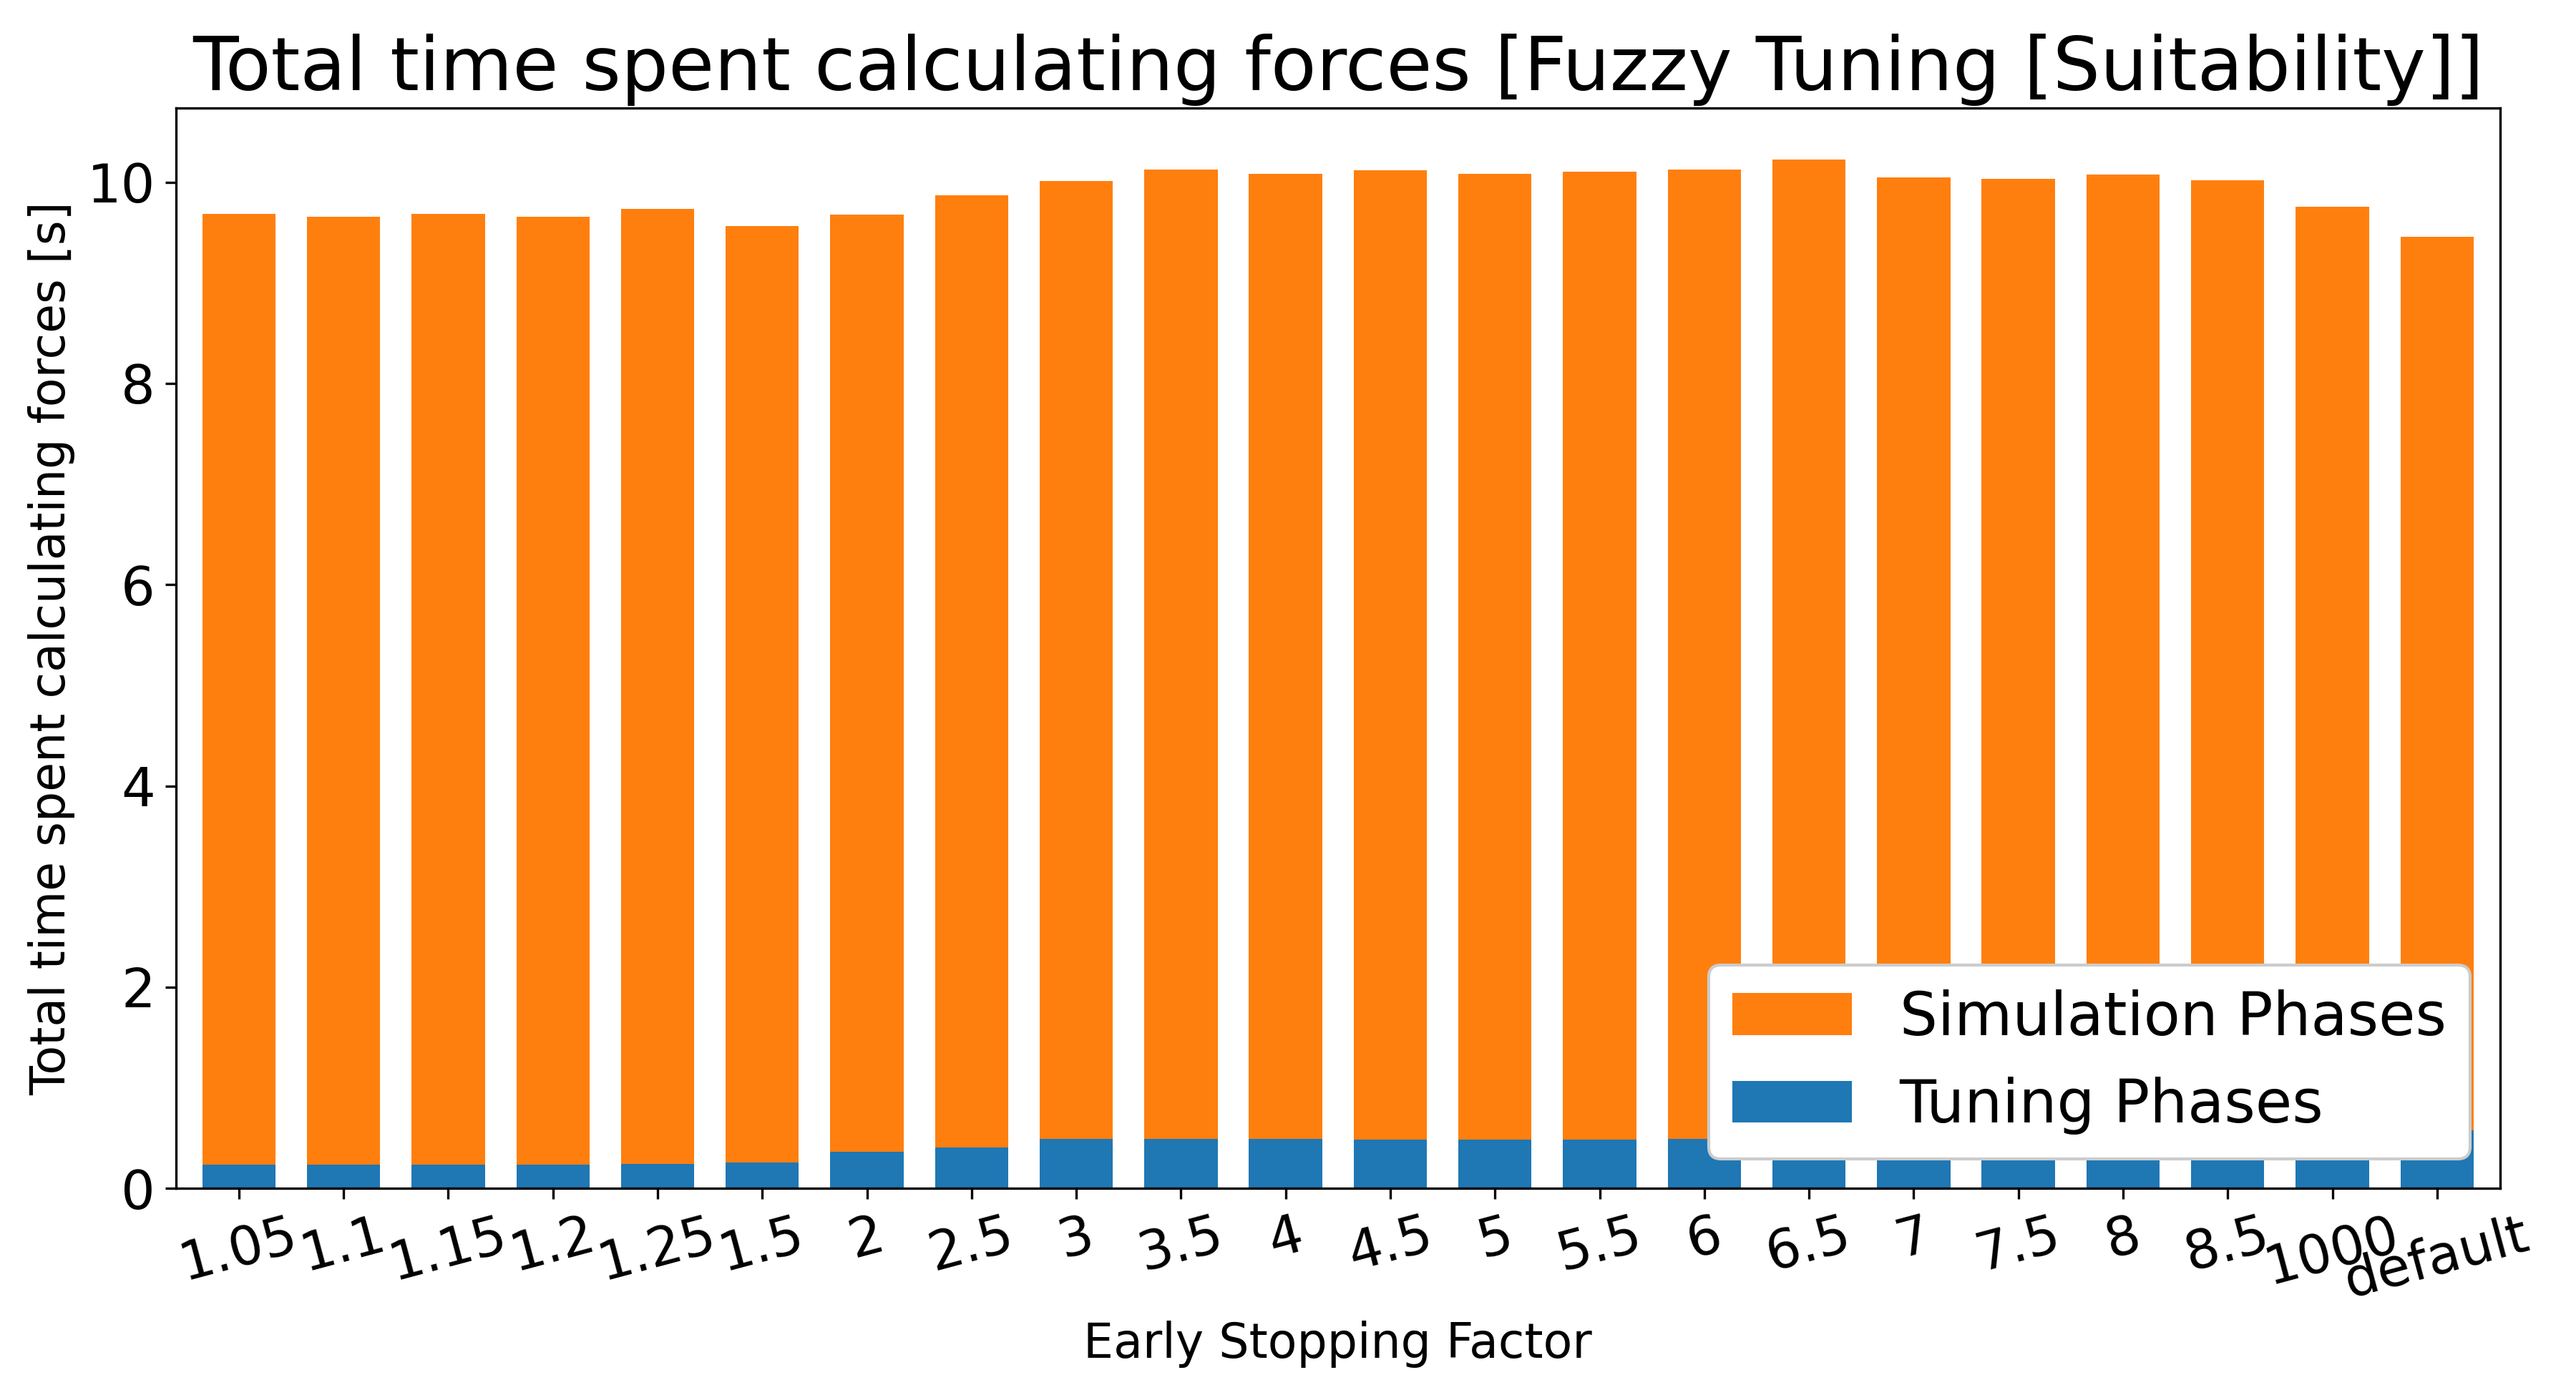 Total time spent calculating forces [Fuzzy Tuning [Suitability]]
Total time spent calculating forces [s]
10
8
6
4
2
0
Simulation Phases
Tuning Phases
1.05 1.1 1.15 1.2 1.25 1.5 2 2.5 3 3.5 4 4.5 5 5.5 6 6.5 7 7.5 8 8.5 1000 default
Early Stopping Factor